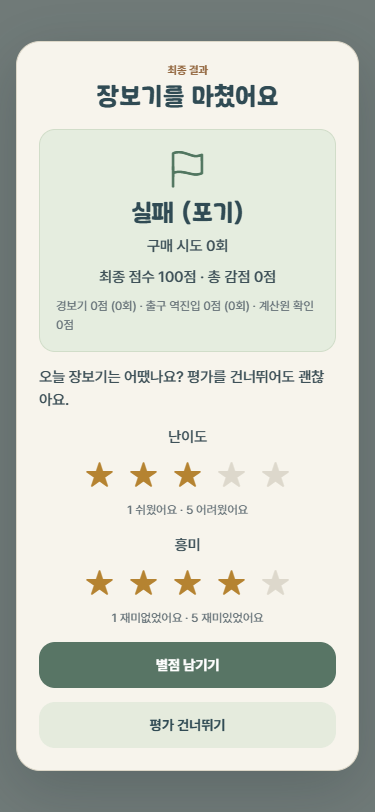 최종 결과
장보기를 마쳤어요
실패 (포기)
구매 시도 0회
최종 점수 100점 · 총 감점 0점
경보기 0점 (0회) · 출구 역진입 0점 (0회) · 계산원 확인
0점
오늘 장보기는 어땠나요? 평가를 건너뛰어도 괜찮
아요.
난이도
1 쉬웠어요 · 5 어려웠어요
흥미
1 재미없었어요 · 5 재미있었어요
별점 남기기
평가 건너뛰기